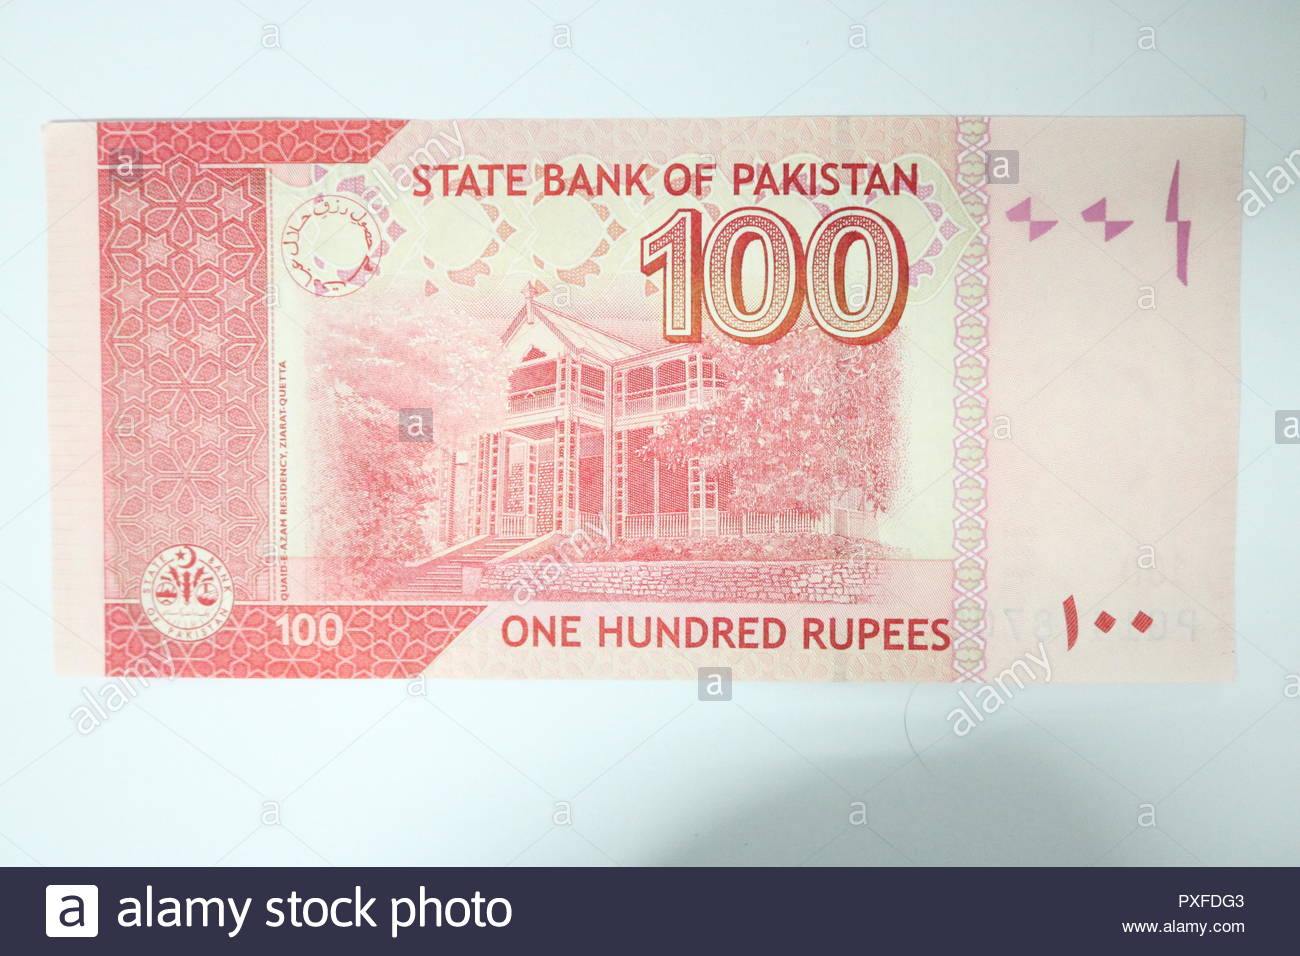 STATE BANK OF PAKISTAN
100
۱۰۰
حصول رزق حلال عبادت ہے
QUAID-E-AZAM RESIDENCY, ZIARAT-QUETTA
STATE BANK OF PAKISTAN
100
ONE HUNDRED RUPEES
۱۰۰
a alamy stock photo
PXFDG3
www.alamy.com